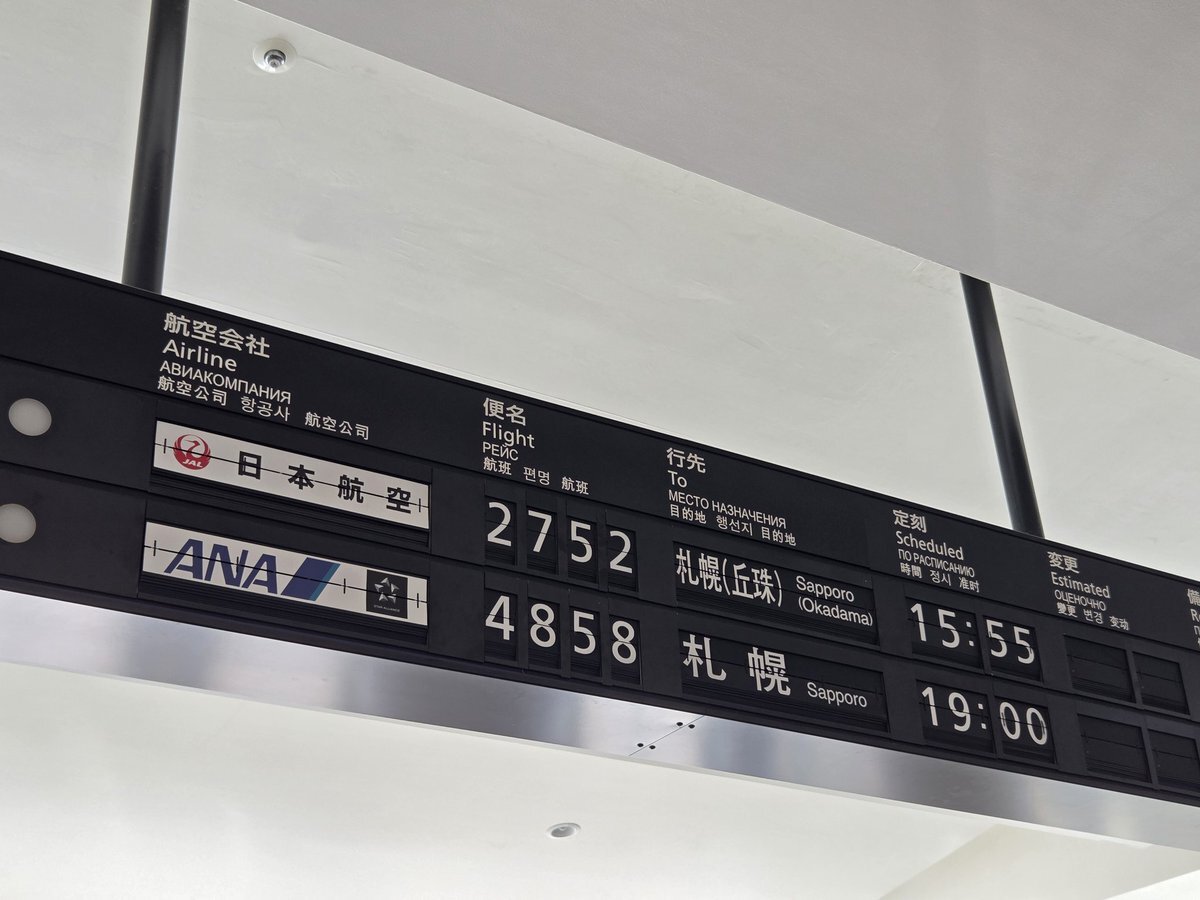 航空会社
Airline
АВИАКОМПАНИЯ
航空公司 항공사 航空公司
便名
Flight
РЕЙС
航班 편명 航班
行先
To
МЕСТО НАЗНАЧЕНИЯ
目的地 행선지 目的地
定刻
Scheduled
ПО РАСПИСАНИЮ
時間 정시 准时
変更
Estimated
ОЦЕНОЧНО
變更 변경 变动
JAL 日本航空 2752 札幌(丘珠) Sapporo (Okadama) 15:55
ANA STAR ALLIANCE 4858 札幌 Sapporo 19:00